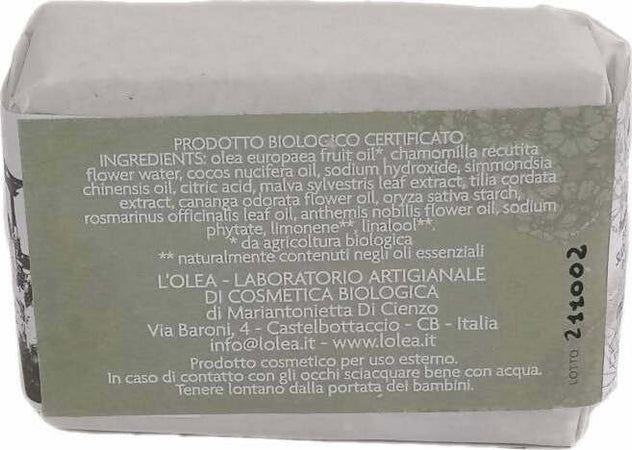 PRODOTTO BIOLOGICO CERTIFICATO
INGREDIENTS: olea europaea fruit oil*, chamomilla recutita
flower water, cocos nucifera oil, sodium hydroxide, simmondsia
chinensis oil, citric acid, malva sylvestris leaf extract, tilia cordata
extract, cananga odorata flower oil, oryza sativa starch,
rosmarinus officinalis leaf oil, anthemis nobilis flower oil, sodium
phytate, limonene**, linalool**.
* da agricoltura biologica
** naturalmente contenuti negli oli essenziali
L'OLEA - LABORATORIO ARTIGIANALE
DI COSMETICA BIOLOGICA
di Mariantonietta Di Cienzo
Via Baroni, 4 - Castelbottaccio - CB - Italia
info@lolea.it - www.lolea.it
Prodotto cosmetico per uso esterno.
In caso di contatto con gli occhi sciacquare bene con acqua.
Tenere lontano dalla portata dei bambini.
LOTTO: